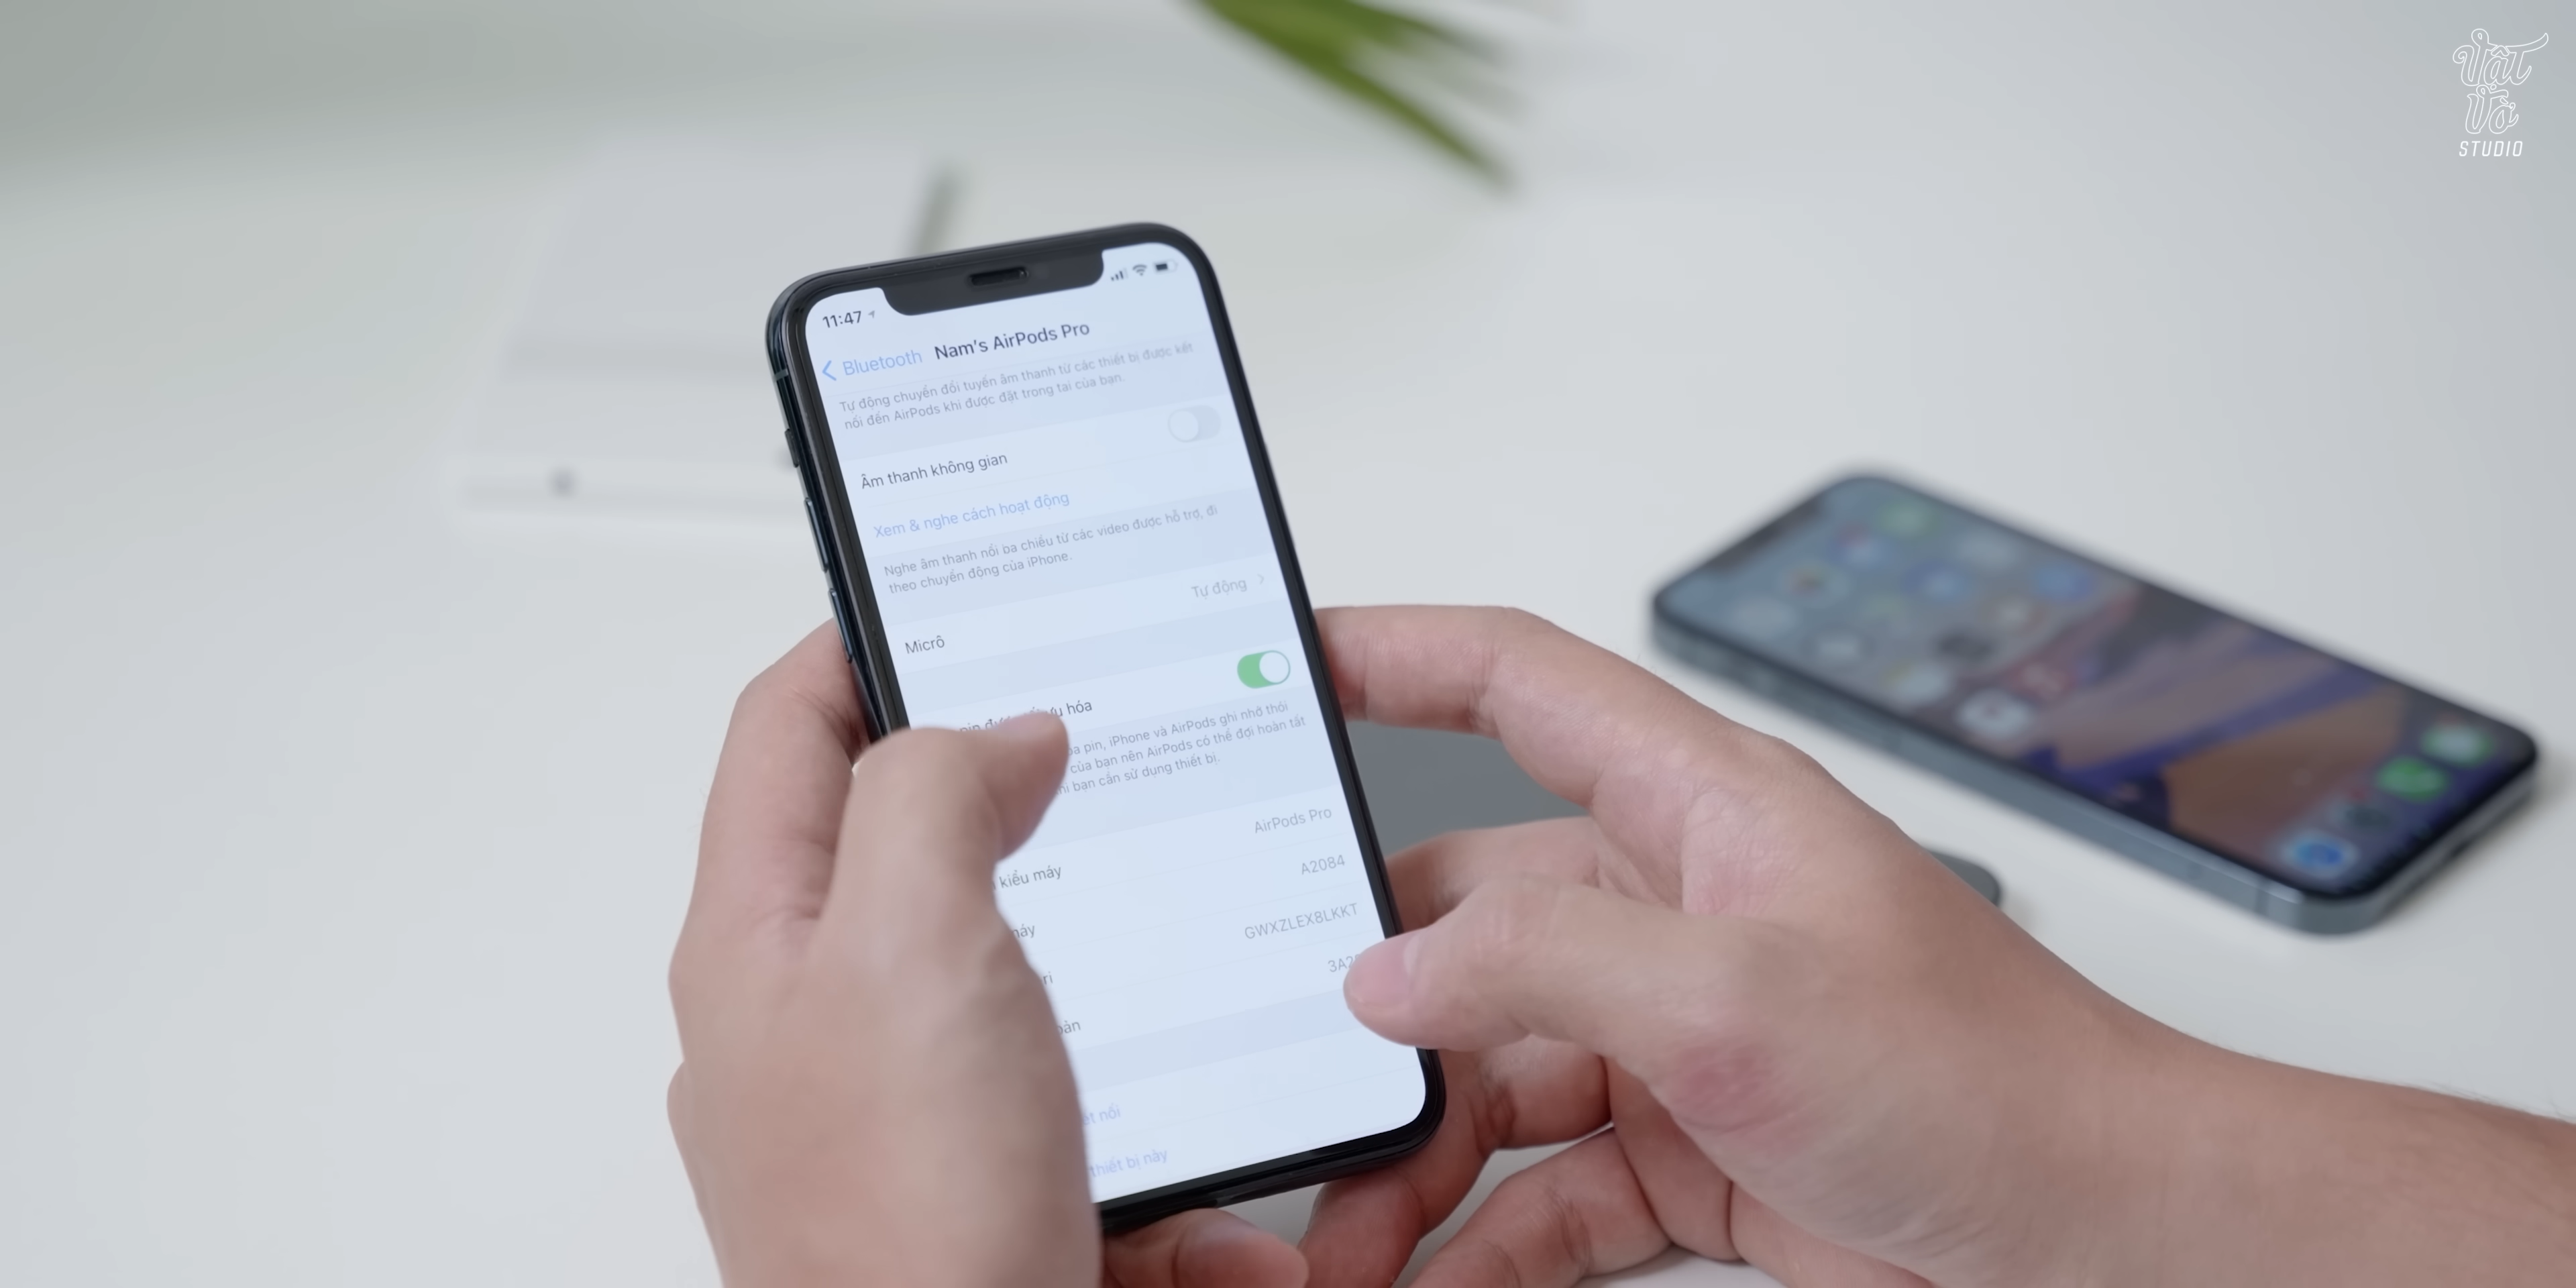 Vật
Vờ
STUDIO
11:47
Bluetooth Nam's AirPods Pro
Tự động chuyển đổi tuyến âm thanh từ các thiết bị được kết
nối đến AirPods khi được đặt trong tai của bạn.
Âm thanh không gian
Xem & nghe cách hoạt động
Nghe âm thanh nổi ba chiều từ các video được hỗ trợ, đi
theo chuyển động của iPhone.
Micrô Tự động
hóa
pin, iPhone và AirPods ghi nhớ thói
của bạn nên AirPods có thể đợi hoàn tất
bạn cần sử dụng thiết bị.
AirPods Pro
kiểu máy A2084
GWXZLEX8LKKT
nối
thiết bị này